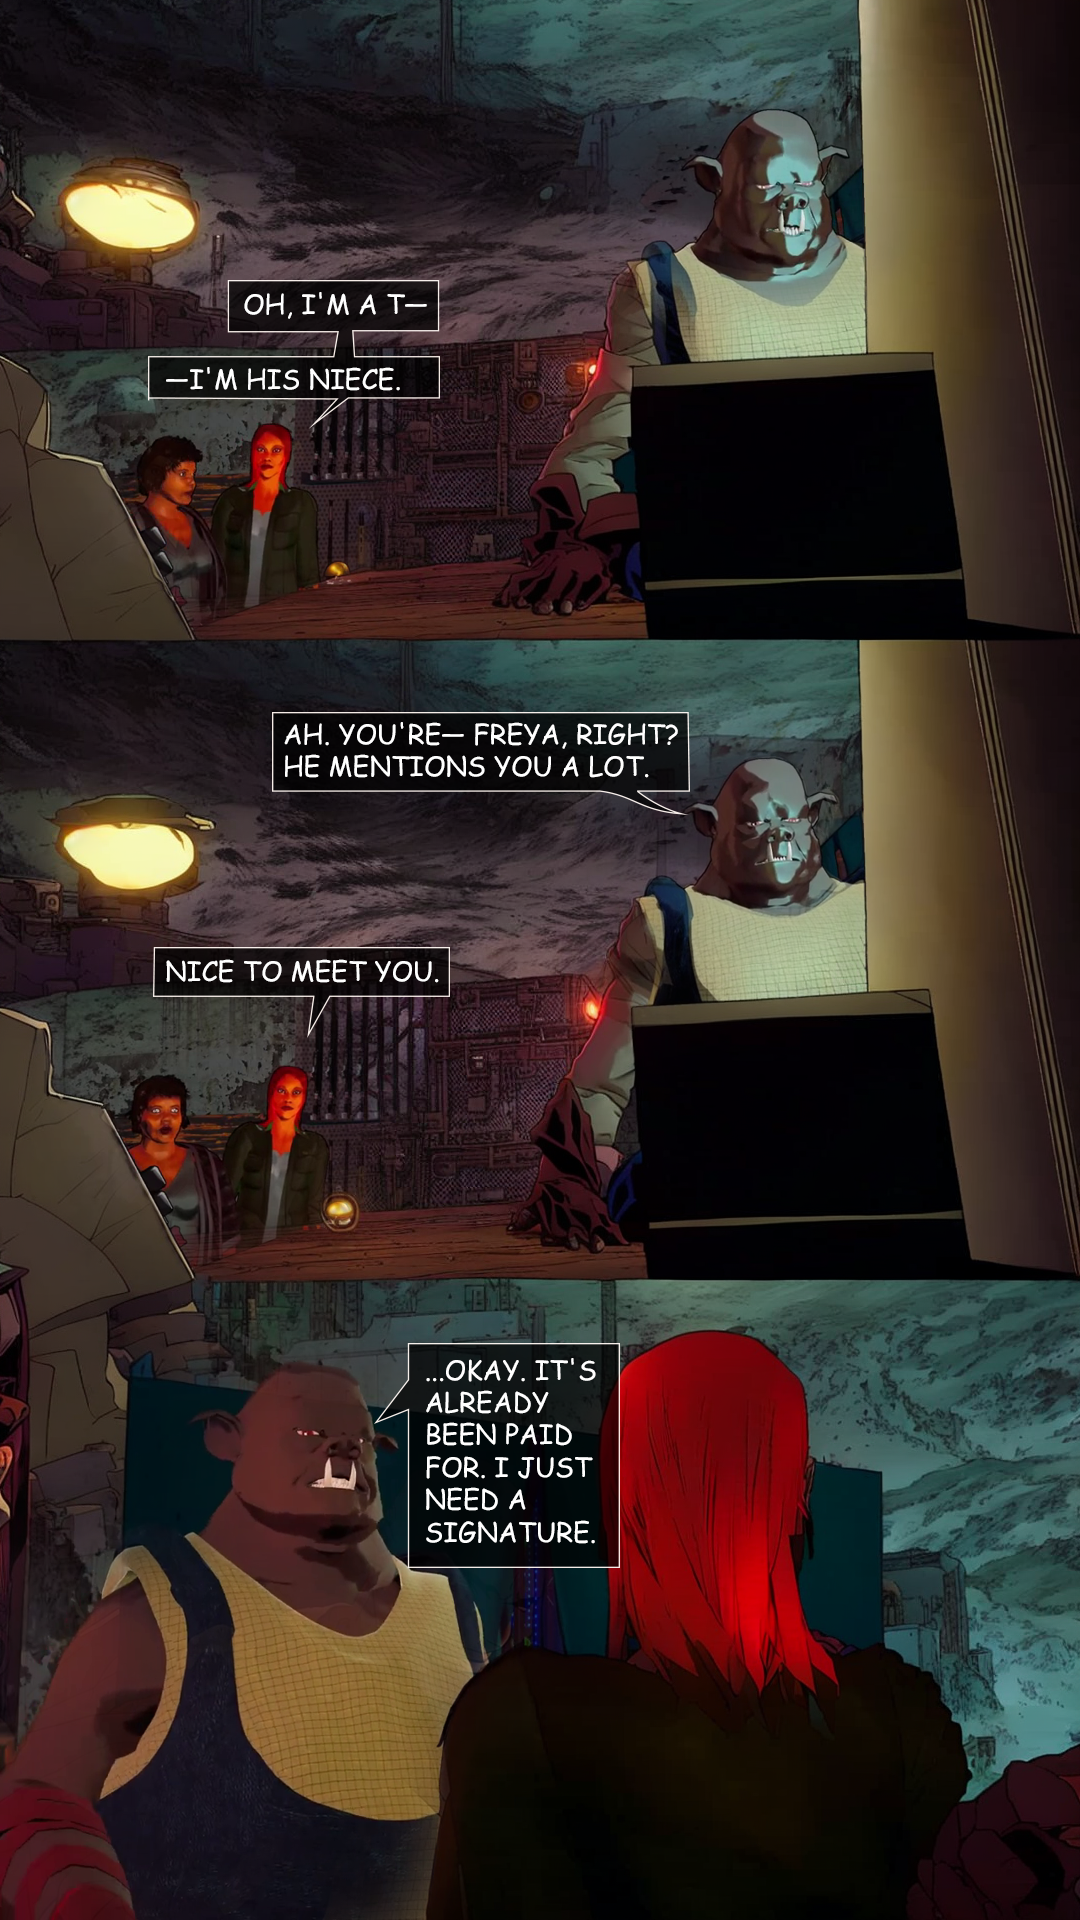 OH, I'M A T—
—I'M HIS NIECE.
AH. YOU'RE— FREYA, RIGHT?
HE MENTIONS YOU A LOT.
NICE TO MEET YOU.
...OKAY. IT'S
ALREADY
BEEN PAID
FOR. I JUST
NEED A
SIGNATURE.